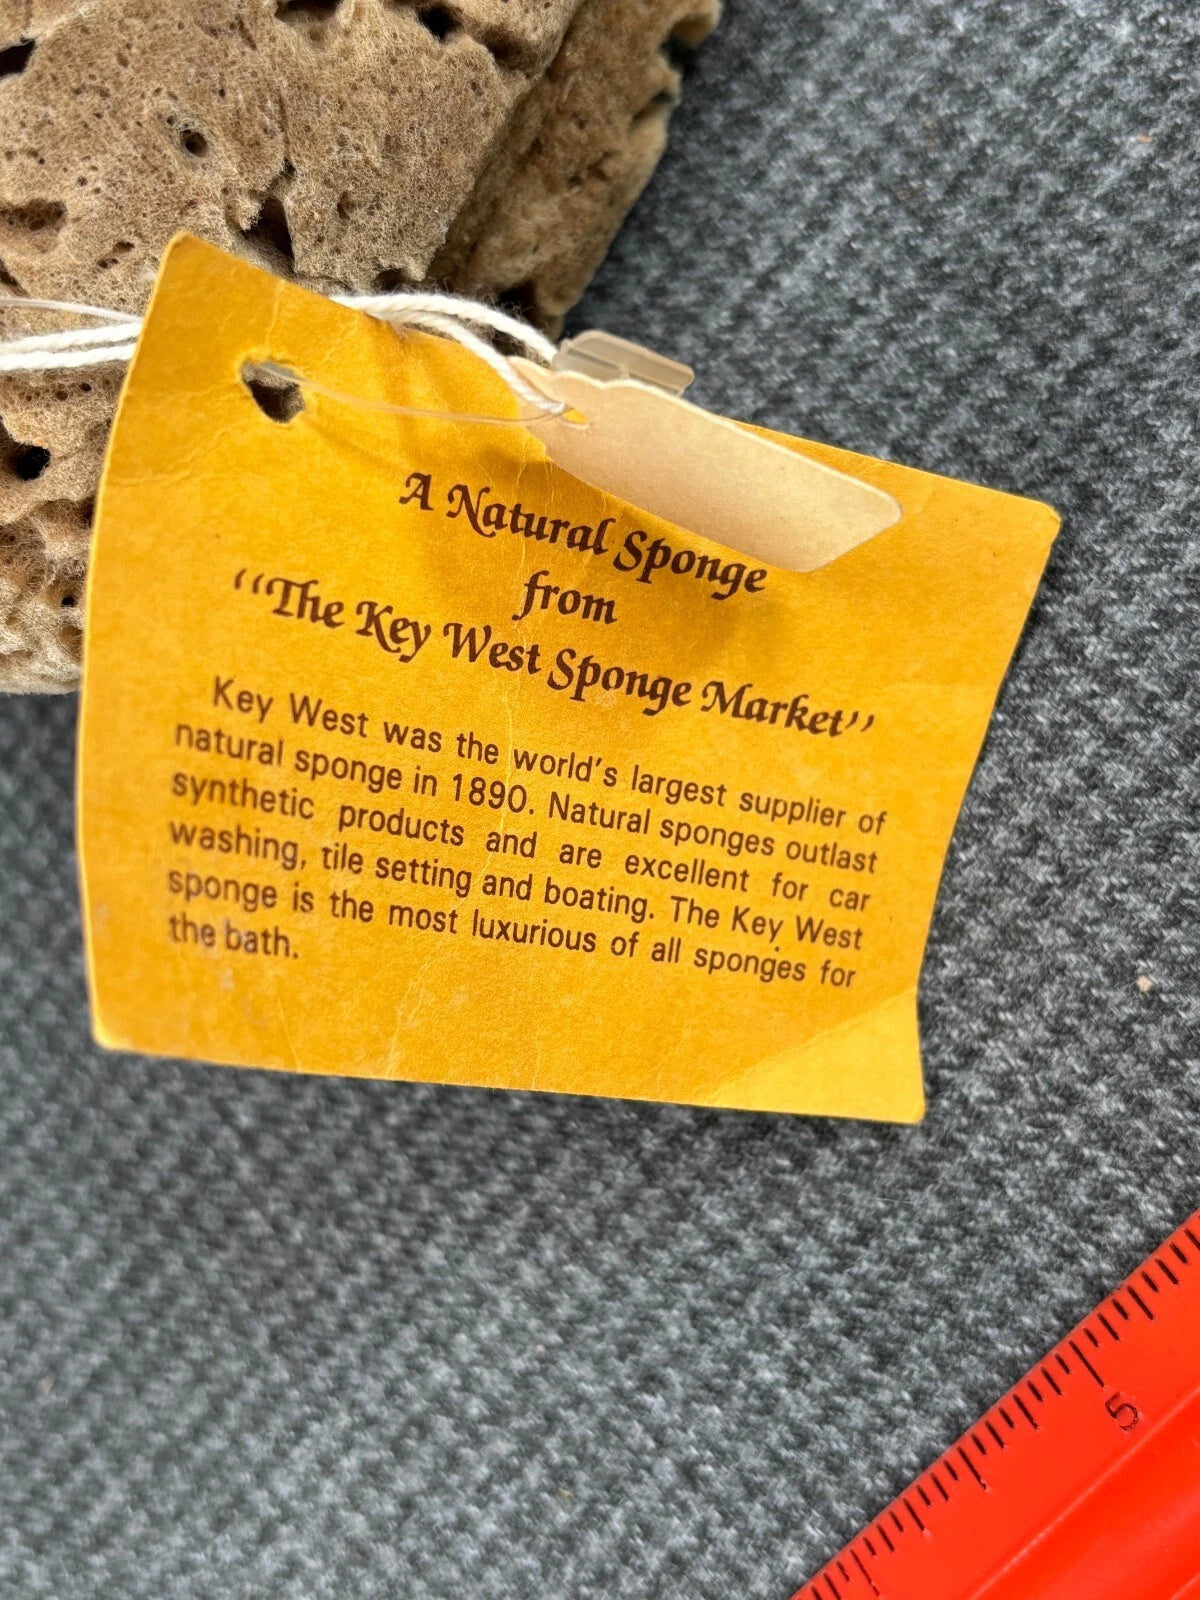 A Natural Sponge
from
“The Key West Sponge Market”
Key West was the world's largest supplier of
natural sponge in 1890. Natural sponges outlast
synthetic products and are excellent for car
washing, tile setting and boating. The Key West
sponge is the most luxurious of all sponges for
the bath.
5